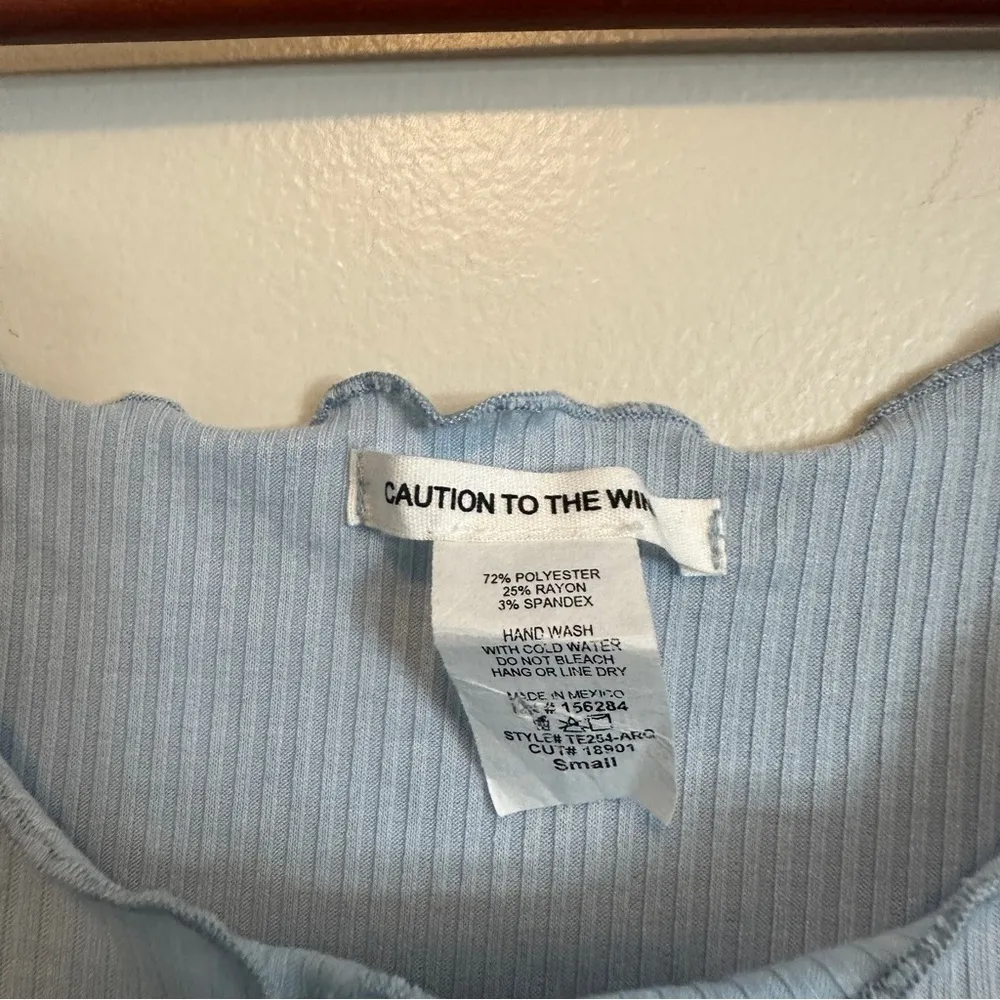 CAUTION TO THE WIN
72% POLYESTER
25% RAYON
3% SPANDEX
HAND WASH
WITH COLD WATER
DO NOT BLEACH
HANG OR LINE DRY
MADE IN MEXICO
# 156284
STYLE# TE254-ARG
CUT# 18901
Small